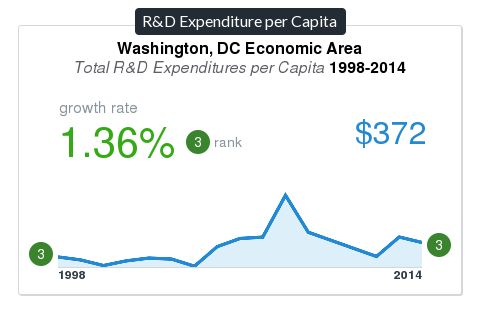 R&D Expenditure per Capita
Washington, DC Economic Area
Total R&D Expenditures per Capita 1998-2014
growth rate
1.36% 3 rank
$372
3
3
1998
2014